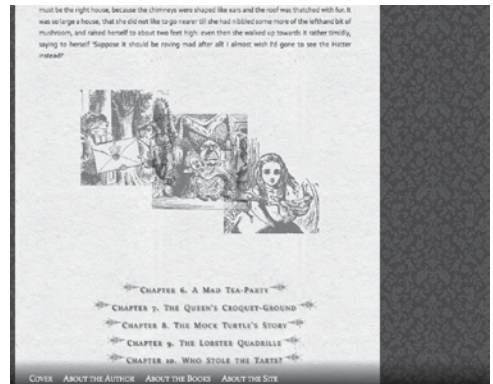 must be the right house, because the chimneys were shaped like ears and the roof was thatched with fur. It
was so large a house, that she did not like to go nearer till she had nibbled some more of the lefthand bit of
mushroom, and raised herself to about two feet high: even then she walked up towards it rather timidly,
saying to herself 'Suppose it should be roving mad after all! I almost wish I'd gone to see the Hatter
instead!'
Chapter 6. A Mad Tea-Party
Chapter 7. The Queen's Croquet-Ground
Chapter 8. The Mock Turtle's Story
Chapter 9. The Lobster Quadrille
Chapter 10. Who Stole the Tarts?
Cover About the Author About the Books About the Site